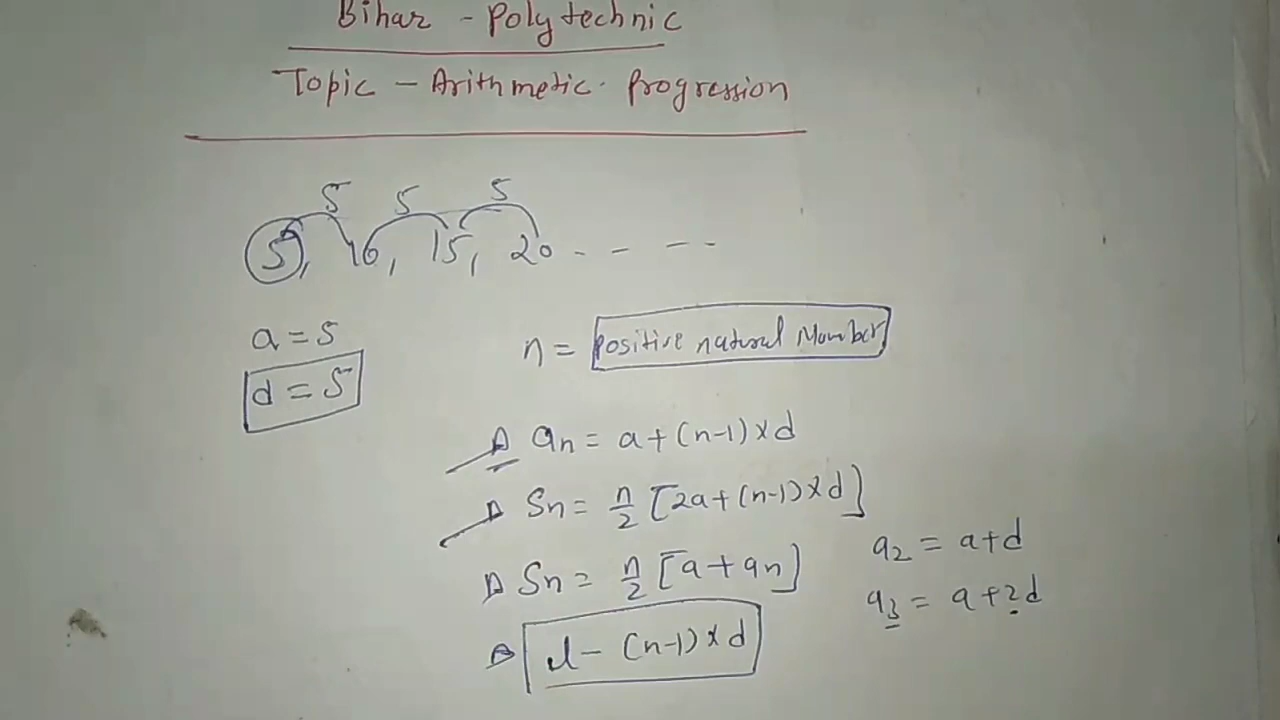 Bihar - Polytechnic
Topic - Arithmetic Progression
5 5 5
5, 10, 15, 20 - - - -
a = 5
n = Positive natural Number
d = 5
an = a + (n-1) × d
Sn = n/2 [2a + (n-1) × d]
a2 = a + d
Sn = n/2 [a + an]
a3 = a + 2d
l - (n-1) × d